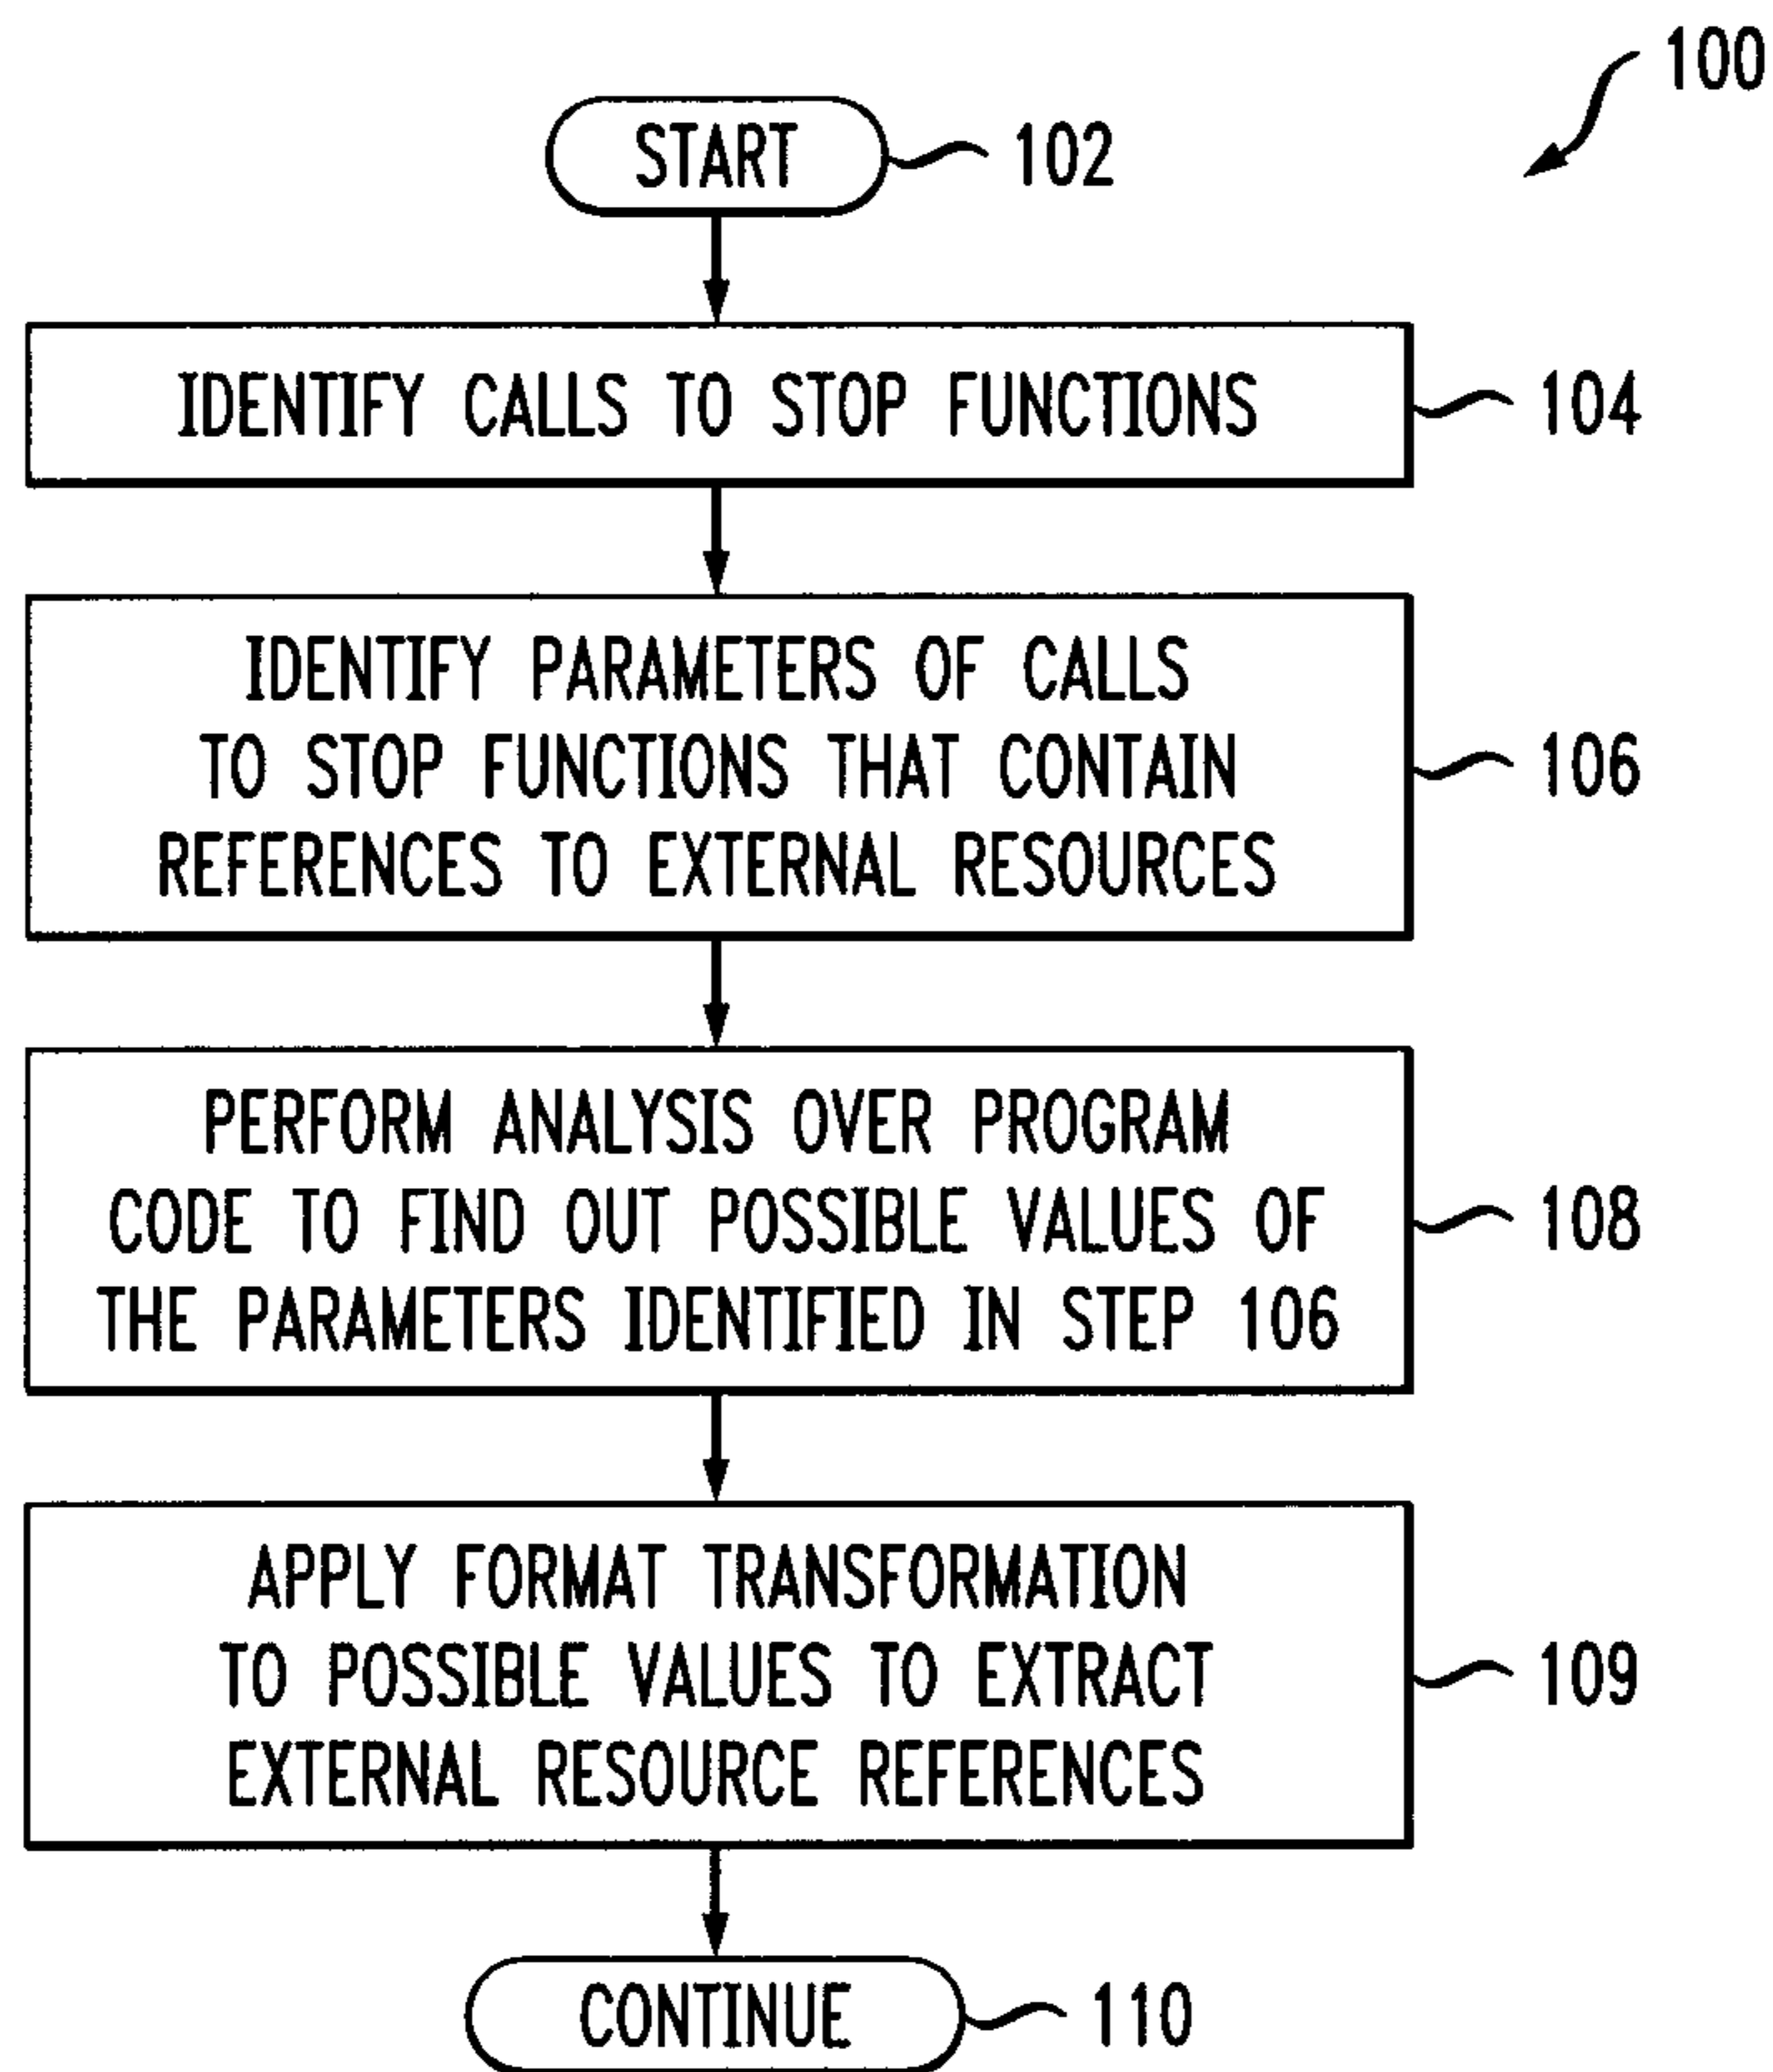 100
START
102
IDENTIFY CALLS TO STOP FUNCTIONS
104
IDENTIFY PARAMETERS OF CALLS
TO STOP FUNCTIONS THAT CONTAIN
REFERENCES TO EXTERNAL RESOURCES
106
PERFORM ANALYSIS OVER PROGRAM
CODE TO FIND OUT POSSIBLE VALUES OF
THE PARAMETERS IDENTIFIED IN STEP 106
108
APPLY FORMAT TRANSFORMATION
TO POSSIBLE VALUES TO EXTRACT
EXTERNAL RESOURCE REFERENCES
109
CONTINUE
110